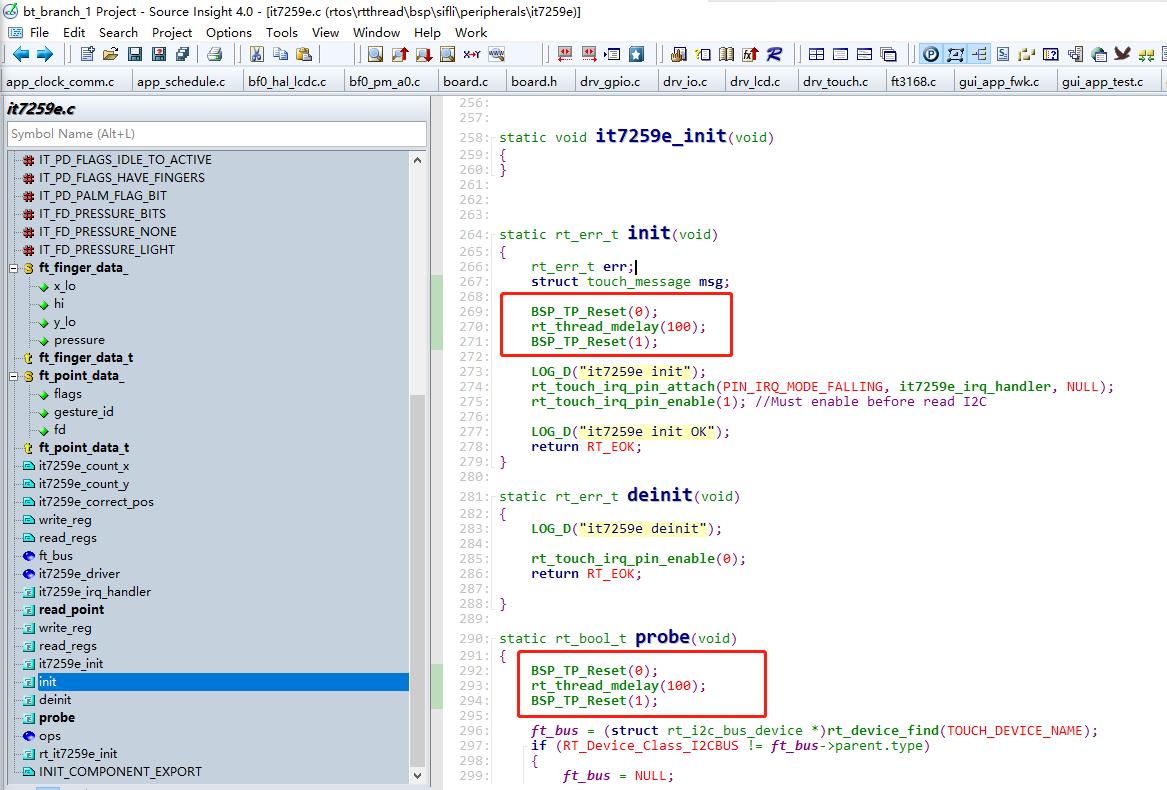 bt_branch_1 Project - Source Insight 4.0 - [it7259e.c (rtos\rtthread\bsp\sifli\peripherals\it7259e)]
File Edit Search Project Options Tools View Window Help Work
app_clock_comm.c app_schedule.c bf0_hal_lcdc.c bf0_pm_a0.c board.c board.h drv_gpio.c drv_io.c drv_lcd.c drv_touch.c ft3168.c gui_app_fwk.c gui_app_test.c
it7259e.c
Symbol Name (Alt+L)
IT_PD_FLAGS_IDLE_TO_ACTIVE
IT_PD_FLAGS_HAVE_FINGERS
IT_PD_PALM_FLAG_BIT
IT_FD_PRESSURE_BITS
IT_FD_PRESSURE_NONE
IT_FD_PRESSURE_LIGHT
ft_finger_data_
x_lo
hi
y_lo
pressure
ft_finger_data_t
ft_point_data_
flags
gesture_id
fd
ft_point_data_t
it7259e_count_x
it7259e_count_y
it7259e_correct_pos
write_reg
read_regs
ft_bus
it7259e_driver
it7259e_irq_handler
read_point
write_reg
read_regs
it7259e_init
init
deinit
probe
ops
rt_it7259e_init
INIT_COMPONENT_EXPORT
256:
257:
258: static void it7259e_init(void)
259: {
260: }
261:
262:
263:
264: static rt_err_t init(void)
265: {
266: rt_err_t err;
267: struct touch_message msg;
268:
269: BSP_TP_Reset(0);
270: rt_thread_mdelay(100);
271: BSP_TP_Reset(1);
272:
273: LOG_D("it7259e init");
274: rt_touch_irq_pin_attach(PIN_IRQ_MODE_FALLING, it7259e_irq_handler, NULL);
275: rt_touch_irq_pin_enable(1); //Must enable before read I2C
276:
277: LOG_D("it7259e init OK");
278: return RT_EOK;
279: }
280:
281: static rt_err_t deinit(void)
282: {
283: LOG_D("it7259e deinit");
284:
285: rt_touch_irq_pin_enable(0);
286: return RT_EOK;
287:
288: }
289:
290: static rt_bool_t probe(void)
291: {
292: BSP_TP_Reset(0);
293: rt_thread_mdelay(100);
294: BSP_TP_Reset(1);
295:
296: ft_bus = (struct rt_i2c_bus_device *)rt_device_find(TOUCH_DEVICE_NAME);
297: if (RT_Device_Class_I2CBUS != ft_bus->parent.type)
298: {
299: ft_bus = NULL;